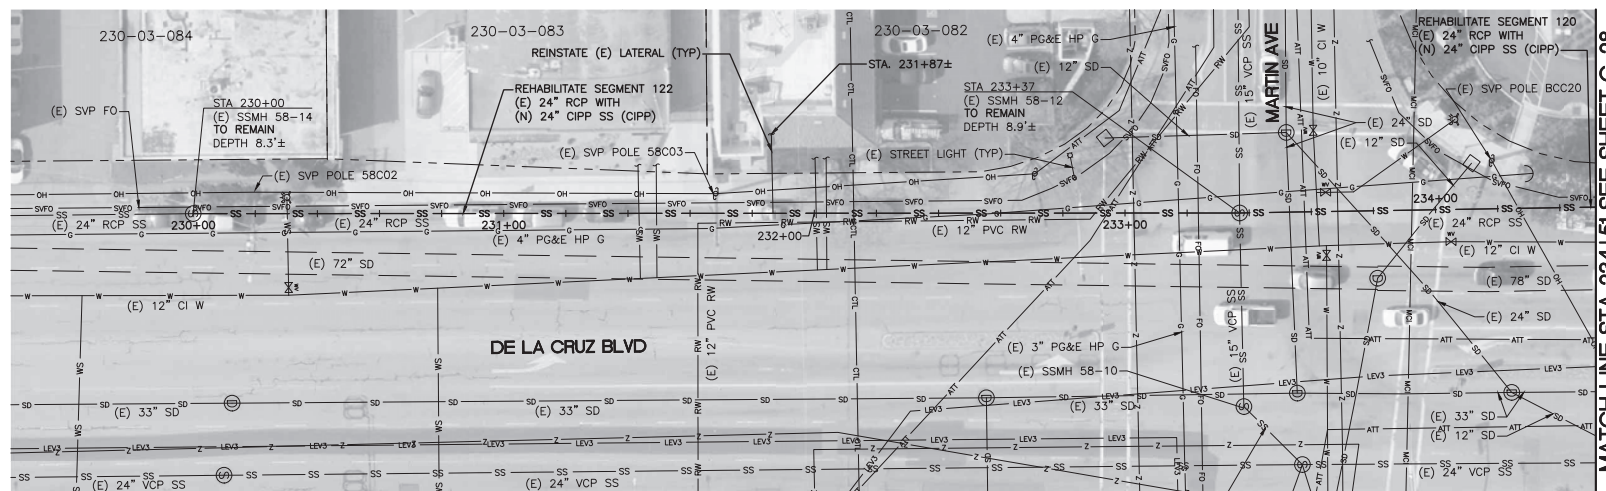 230-03-084
230-03-083
230-03-082
(E) 4" PG&E HP G
(E) 12" SD
MARTIN AVE
(E) 15" VCP SS
(E) 10" CI W
REHABILITATE SEGMENT 120
(E) 24" RCP WITH
(N) 24" CIPP SS (CIPP)
REINSTATE (E) LATERAL (TYP)
STA. 231+87±
REHABILITATE SEGMENT 122
(E) 24" RCP WITH
(N) 24" CIPP SS (CIPP)
STA 233+37
(E) SSMH 58-12
TO REMAIN
DEPTH 8.9'±
(E) SVP POLE BCC20
(E) SVP FO
STA 230+00
(E) SSMH 58-14
TO REMAIN
DEPTH 8.3'±
(E) 24" SD
(E) 12" SD
(E) SVP POLE 58C03
(E) STREET LIGHT (TYP)
(E) SVP POLE 58C02
(E) 24" RCP SS
230+00
(E) 24" RCP SS
231+00
(E) 4" PG&E HP G
232+00
(E) 12" PVC RW
233+00
234+00
(E) 24" RCP SS
(E) 12" CI W
(E) 72" SD
(E) 78" SD
(E) 12" CI W
(E) 12" PVC RW
DE LA CRUZ BLVD
(E) 15" VCP SS
(E) 24" SD
(E) 3" PG&E HP G
(E) SSMH 58-10
(E) 33" SD
(E) 33" SD
(E) 33" SD
(E) 33" SD
(E) 12" SD
(E) 24" VCP SS
(E) 24" VCP SS
(E) 24" VCP SS
MATCH LINE STA 234+51 SEE SHEET C-08